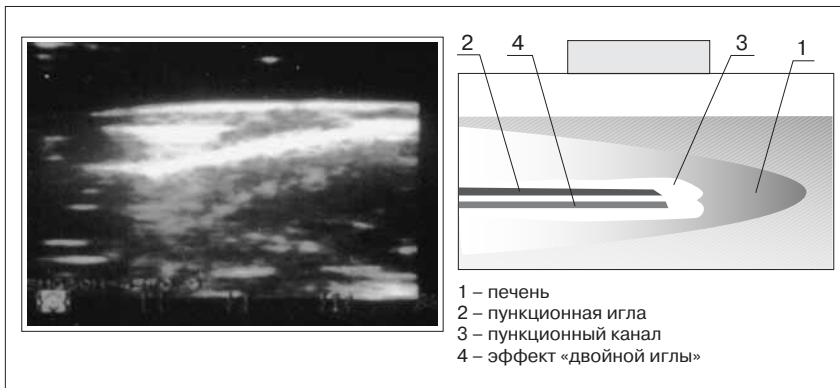 2
4
3
1
1 – печень
2 – пункционная игла
3 – пункционный канал
4 – эффект «двойной иглы»